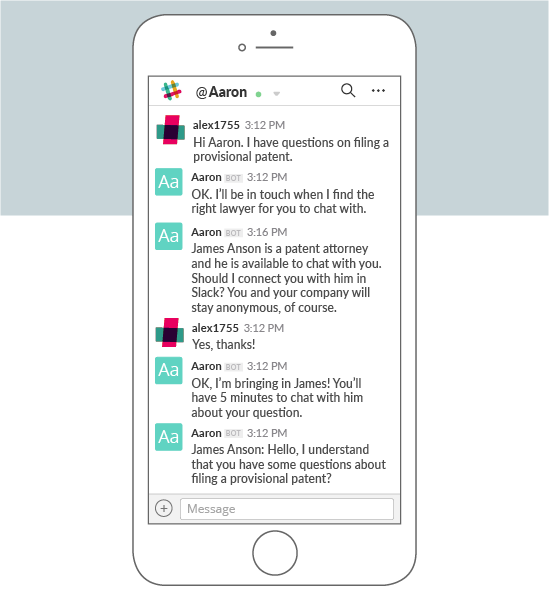 @Aaron
alex1755 3:12 PM
Hi Aaron. I have questions on filing a
provisional patent.
Aa
Aaron BOT 3:12 PM
OK. I'll be in touch when I find the
right lawyer for you to chat with.
Aa
Aaron BOT 3:16 PM
James Anson is a patent attorney
and he is available to chat with you.
Should I connect you with him in
Slack? You and your company will
stay anonymous, of course.
alex1755 3:12 PM
Yes, thanks!
Aa
Aaron BOT 3:12 PM
OK, I'm bringing in James! You'll
have 5 minutes to chat with him
about your question.
Aa
Aaron BOT 3:12 PM
James Anson: Hello, I understand
that you have some questions about
filing a provisional patent?
Message